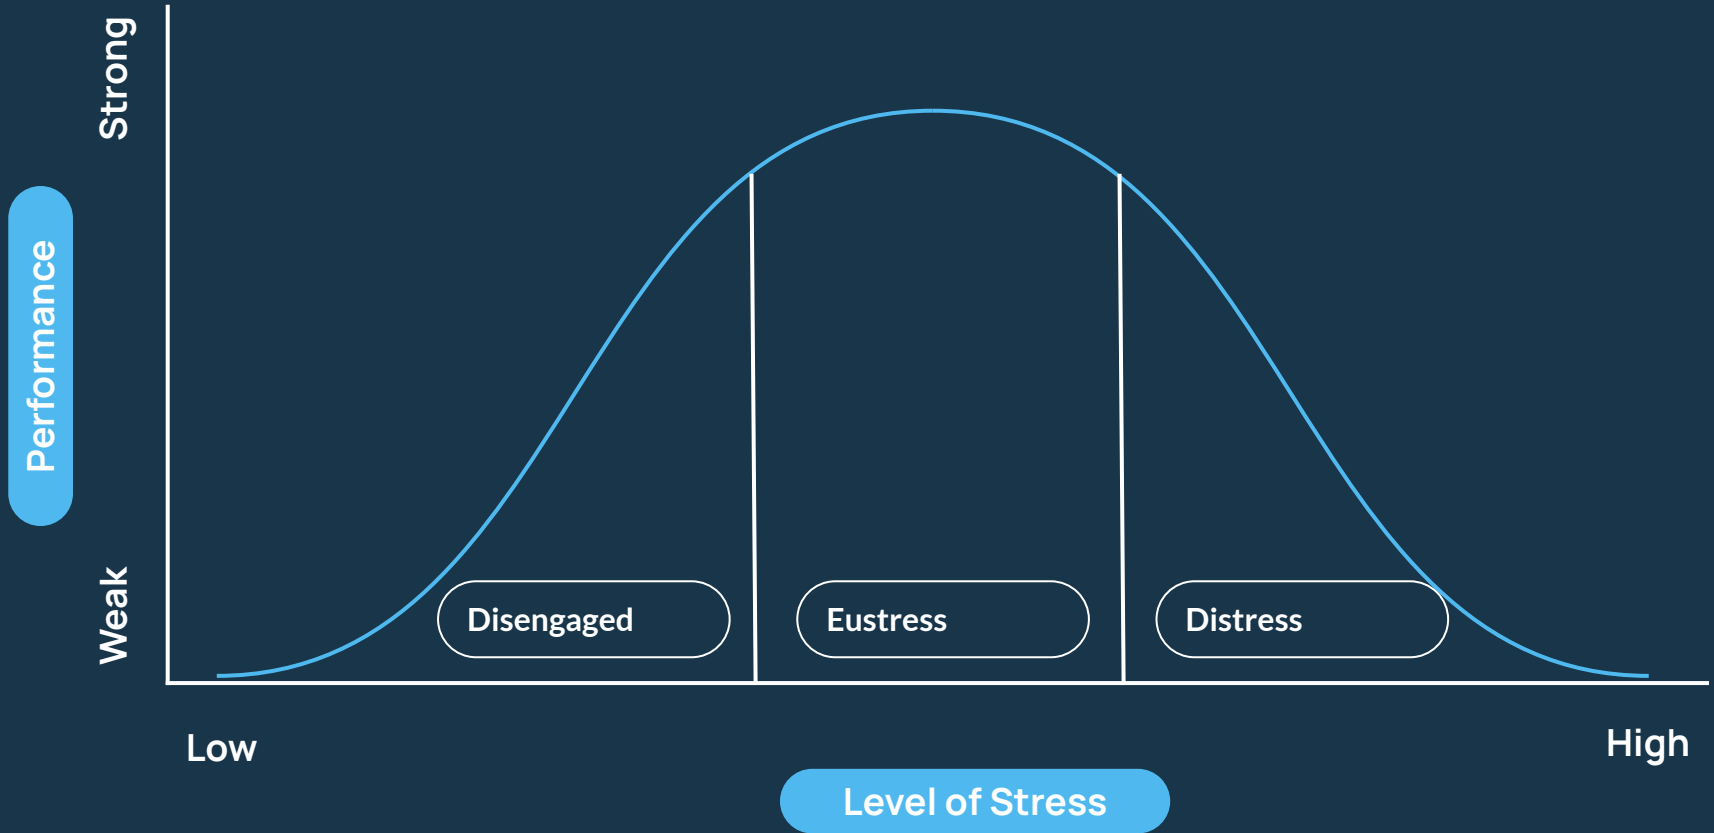 Strong
Performance
Weak
Disengaged
Eustress
Distress
Low
High
Level of Stress